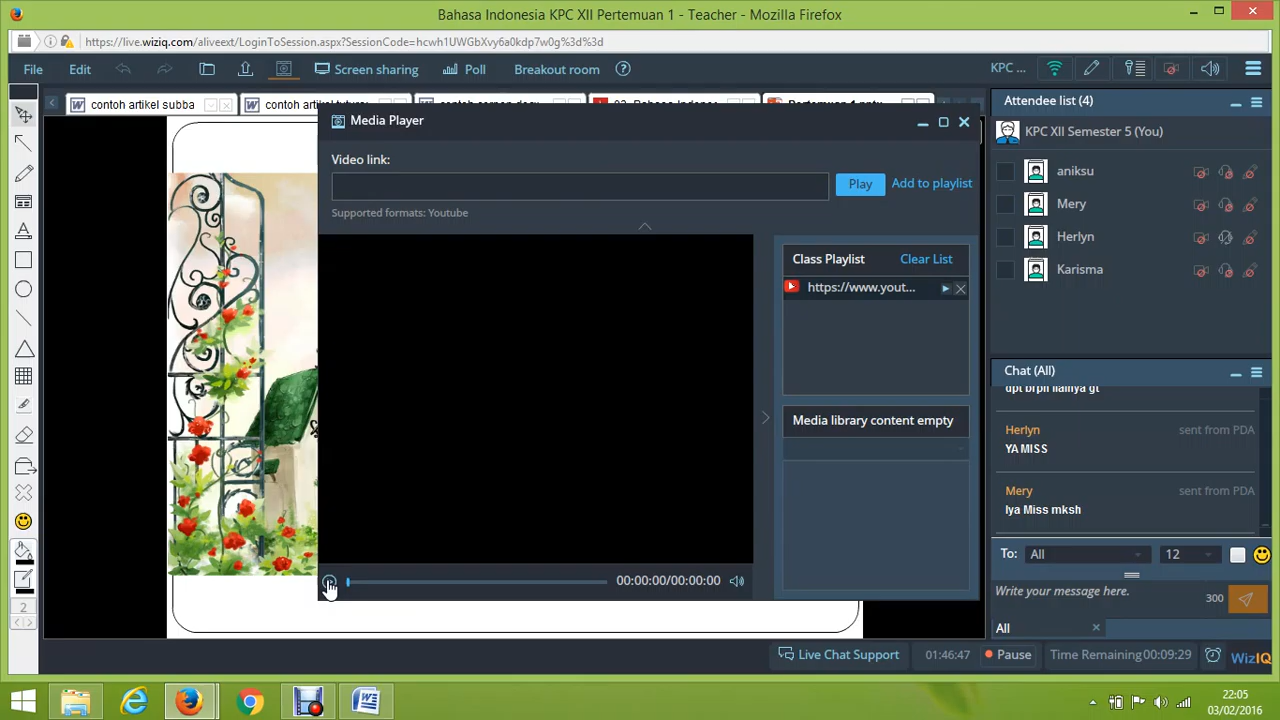 Bahasa Indonesia KPC XII Pertemuan 1 - Teacher - Mozilla Firefox
https://live.wiziq.com/aliveext/LoginToSession.aspx?SessionCode=hcwh1UWGbXvy6a0kdp7w0g%3d%3d
File Edit Screen sharing Poll Breakout room KPC ...
contoh artikel subba contoh artikel
Media Player
Video link:
Play Add to playlist
Supported formats: Youtube
Class Playlist Clear List
https://www.yout...
Media library content empty
00:00:00/00:00:00
Attendee list (4)
KPC XII Semester 5 (You)
aniksu
Mery
Herlyn
Karisma
Chat (All)
Herlyn sent from PDA
YA MISS
Mery sent from PDA
Iya Miss mksh
To: All 12
Write your message here. 300
All
2
Live Chat Support 01:46:47 Pause Time Remaining00:09:29 WizIQ
22:05
03/02/2016